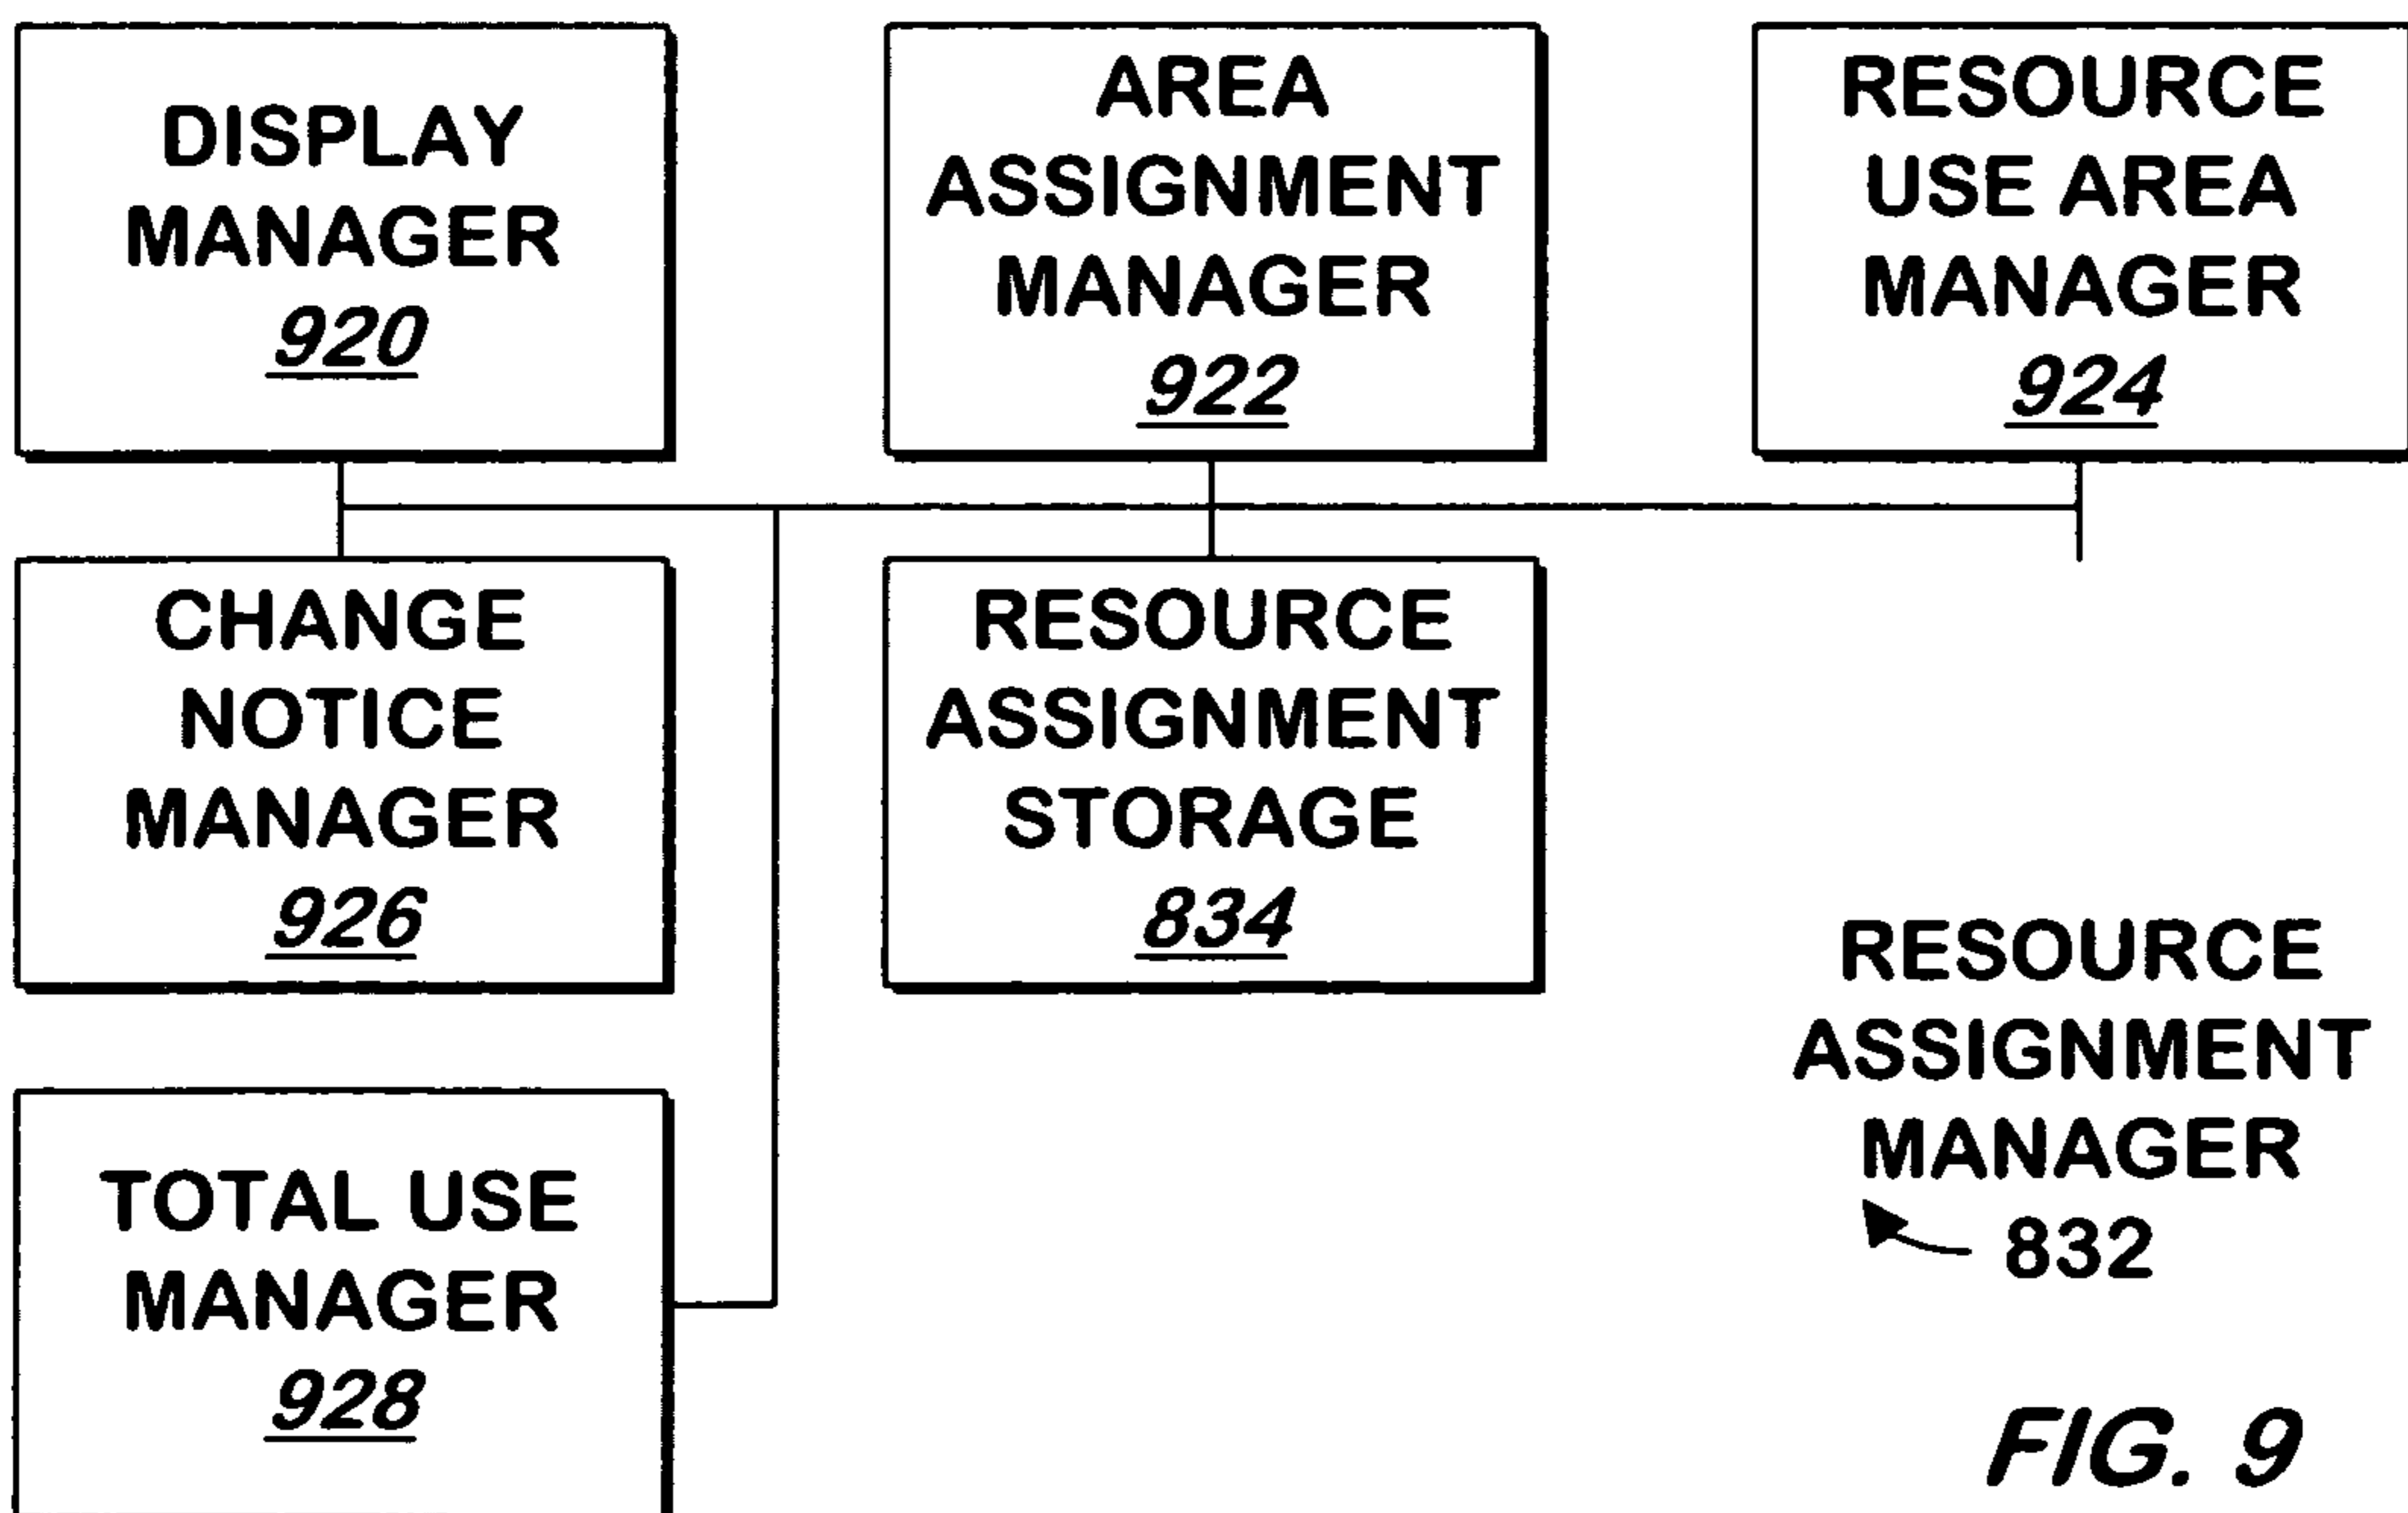 DISPLAY
MANAGER
920
AREA
ASSIGNMENT
MANAGER
922
RESOURCE
USE AREA
MANAGER
924
CHANGE
NOTICE
MANAGER
926
RESOURCE
ASSIGNMENT
STORAGE
834
TOTAL USE
MANAGER
928
RESOURCE
ASSIGNMENT
MANAGER
832
FIG. 9